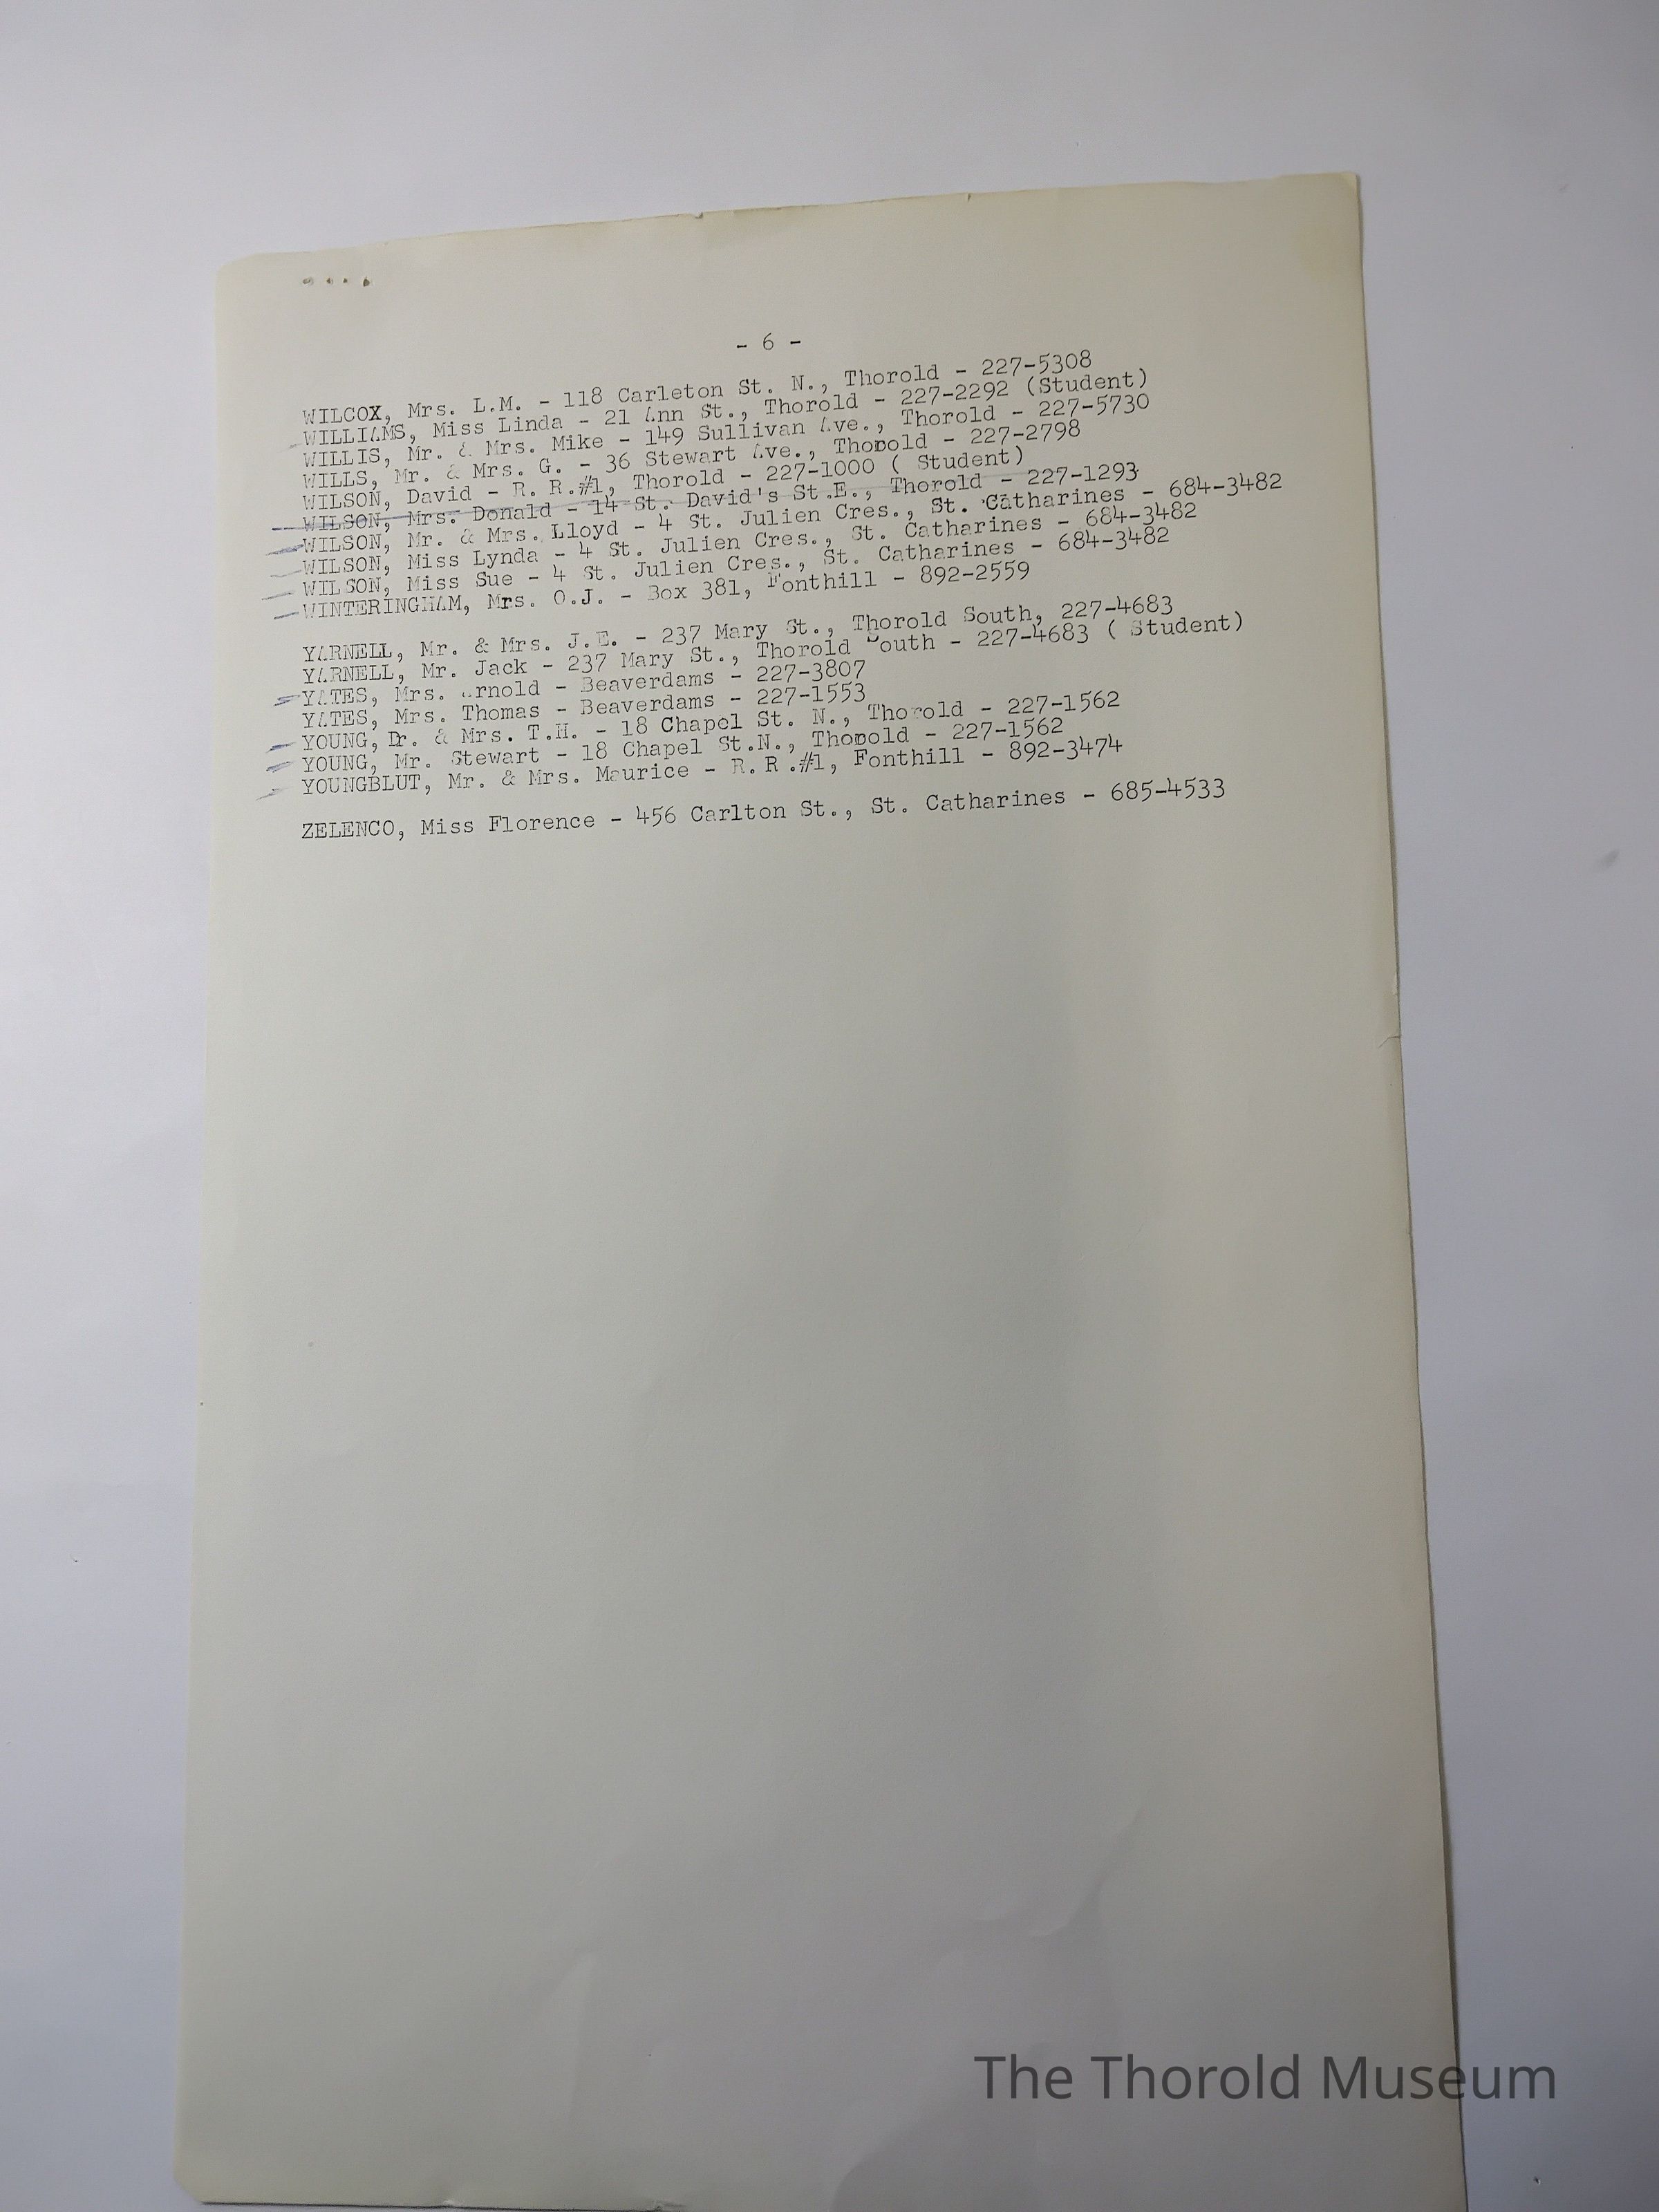 - 6 -
WILCOX, Mrs. L.M. - 118 Carleton St. N., Thorold - 227-5308
WILLIAMS, Miss Linda - 21 Ann St., Thorold - 227-2292 (Student)
WILLIS, Mr. & Mrs. Mike - 149 Sullivan Ave., Thorold - 227-5730
WILLS, Mr. & Mrs. G. - 36 Stewart Ave., Thorold - 227-2798
WILSON, David - R. R.#1, Thorold - 227-1000 ( Student)
WILSON, Mrs. Donald - 14 St. David's St.E., Thorold - 227-1293
WILSON, Mr. & Mrs. Lloyd - 4 St. Julien Cres., St. Catharines - 684-3482
WILSON, Miss Lynda - 4 St. Julien Cres., St. Catharines - 684-3482
WILSON, Miss Sue - 4 St. Julien Cres., St. Catharines - 684-3482
WINTERINGHAM, Mrs. O.J. - Box 381, Fonthill - 892-2559
YARNELL, Mr. & Mrs. J.E. - 237 Mary St., Thorold South, 227-4683
YARNELL, Mr. Jack - 237 Mary St., Thorold South - 227-4683 ( Student)
YATES, Mrs. Arnold - Beaverdams - 227-3807
YATES, Mrs. Thomas - Beaverdams - 227-1553
YOUNG, Dr. & Mrs. T.H. - 18 Chapel St. N., Thorold - 227-1562
YOUNG, Mr. Stewart - 18 Chapel St.N., Thorold - 227-1562
YOUNGBLUT, Mr. & Mrs. Maurice - R.R.#1, Fonthill - 892-3474
ZELENCO, Miss Florence - 456 Carlton St., St. Catharines - 685-4533
The Thorold Museum